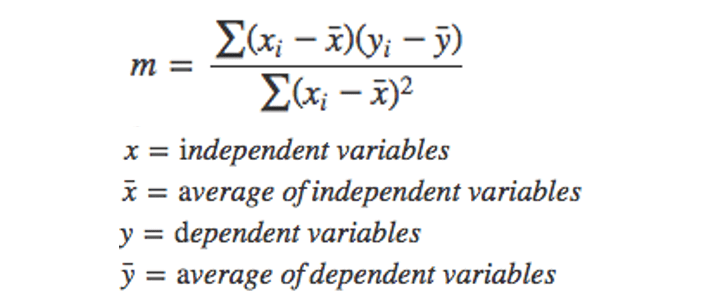 m = ∑(xᵢ − x̄)(yᵢ − ȳ) / ∑(xᵢ − x̄)²
x = independent variables
x̄ = average of independent variables
y = dependent variables
ȳ = average of dependent variables